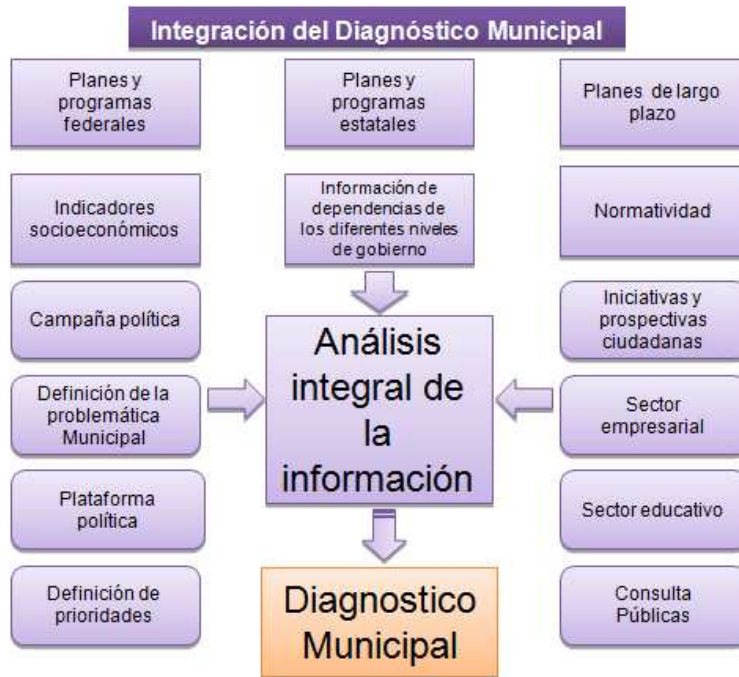 Integración del Diagnóstico Municipal
Planes y
programas
federales
Planes y
programas
estatales
Planes de largo
plazo
Indicadores
socioeconómicos
Información de
dependencias de
los diferentes niveles
de gobierno
Normatividad
Campaña política
Definición de la
problemática
Municipal
Plataforma
política
Definición de
prioridades
Análisis
integral de
la
información
Diagnostico
Municipal
Iniciativas y
prospectivas
ciudadanas
Sector
empresarial
Sector educativo
Consulta
Públicas